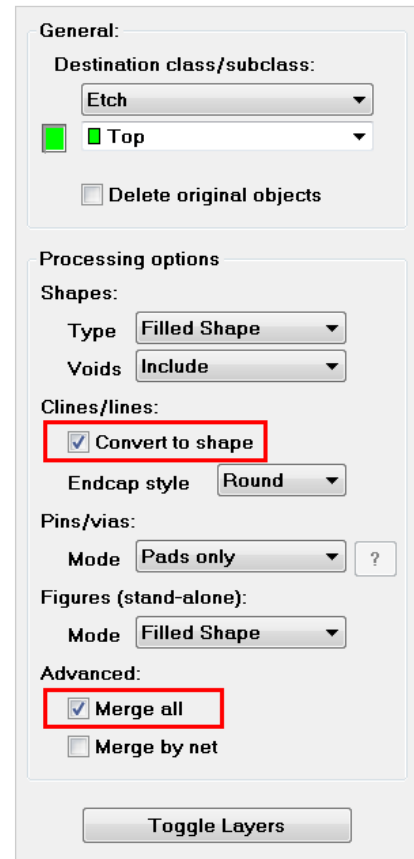 General:
Destination class/subclass:
Etch
Top
Delete original objects
Processing options
Shapes:
Type Filled Shape
Voids Include
Clines/lines:
Convert to shape
Endcap style Round
Pins/vias:
Mode Pads only ?
Figures (stand-alone):
Mode Filled Shape
Advanced:
Merge all
Merge by net
Toggle Layers